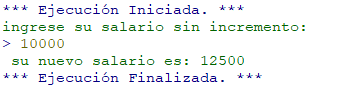 *** Ejecución Iniciada. ***
ingrese su salario sin incremento:
> 10000
su nuevo salario es: 12500
*** Ejecución Finalizada. ***